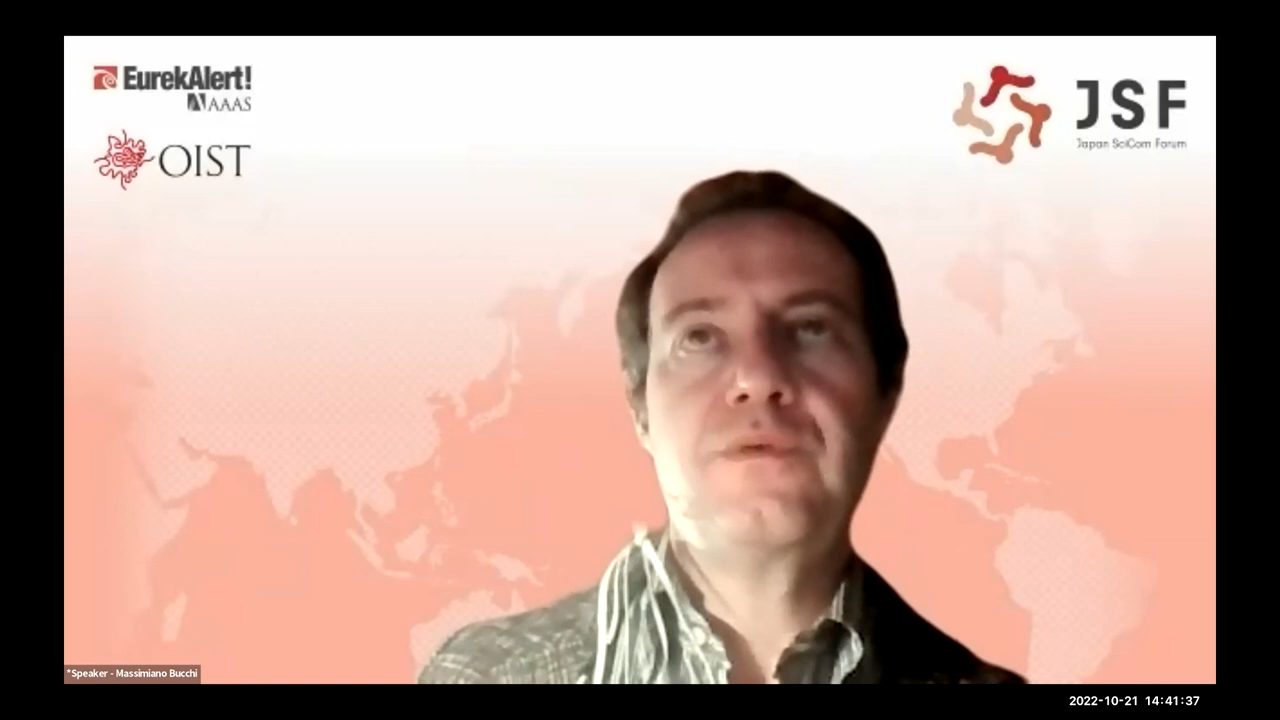 EurekAlert!
AAAS
OIST
JSF
Japan SciCom Forum
*Speaker - Massimiano Bucchi
2022-10-21 14:41:37